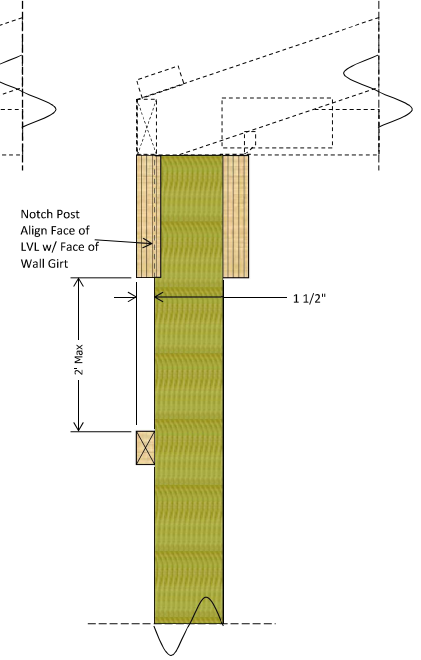 Notch Post
Align Face of
LVL w/ Face of
Wall Girt
1 1/2"
2' Max